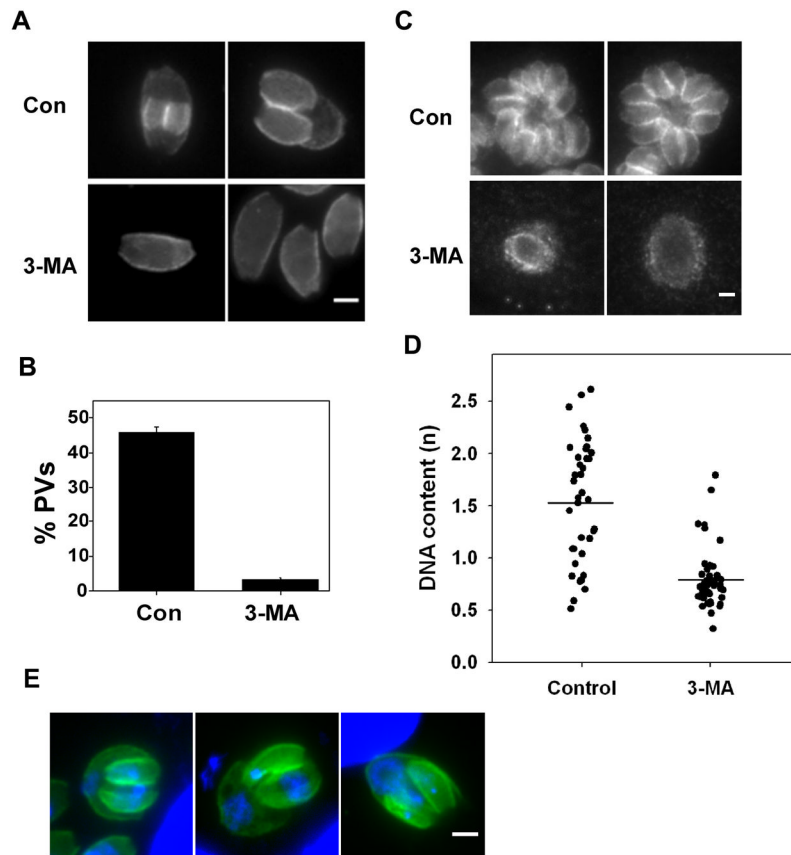 A
Con
3-MA
B
% PVs
50
40
30
20
10
0
Con 3-MA
C
Con
3-MA
D
DNA content (n)
2.5
2.0
1.5
1.0
0.5
0.0
Control 3-MA
E